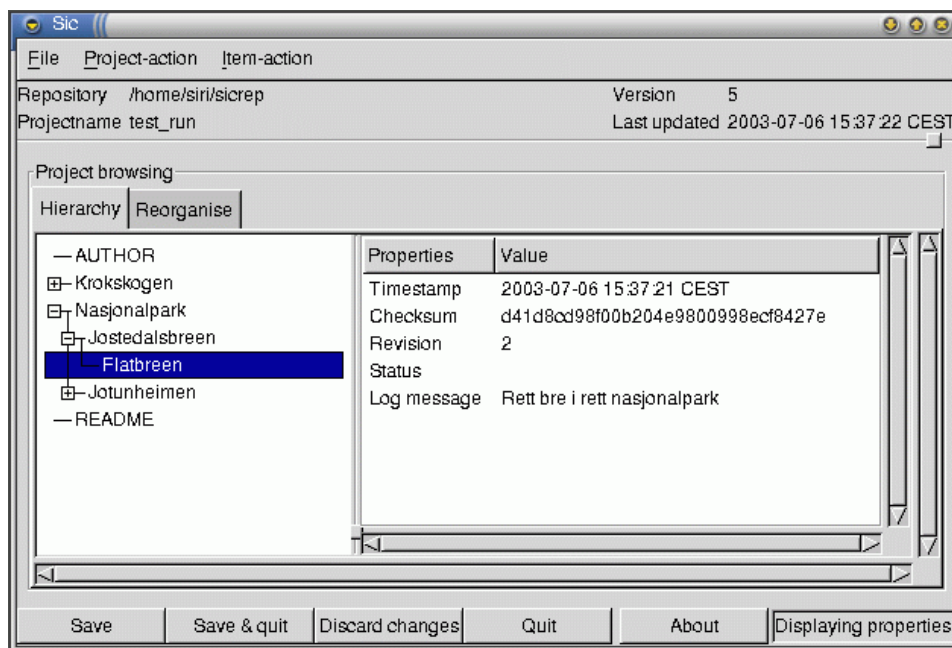 Sic
File Project-action Item-action
Repository /home/siri/sicrep Version 5
Projectname test_run Last updated 2003-07-06 15:37:22 CEST
Project browsing
Hierarchy Reorganise
AUTHOR
Krokskogen
Nasjonalpark
Jostedalsbreen
Flatbreen
Jotunheimen
README
Properties Value
Timestamp 2003-07-06 15:37:21 CEST
Checksum d41d8cd98f00b204e9800998ecf8427e
Revision 2
Status
Log message Rett bre i rett nasjonalpark
Save Save & quit Discard changes Quit About Displaying properties